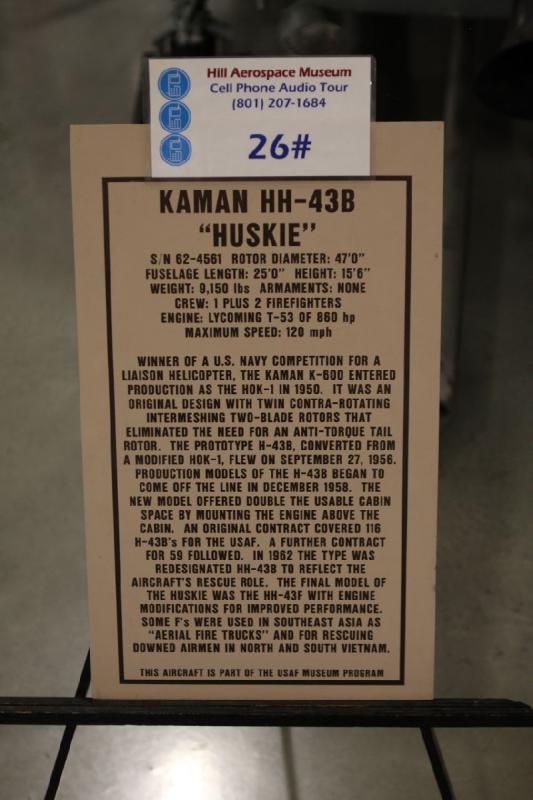 Hill Aerospace Museum
Cell Phone Audio Tour
(801) 207-1684
26#
KAMAN HH-43B
"HUSKIE"
S/N 62-4561 ROTOR DIAMETER: 47'0"
FUSELAGE LENGTH: 25'0" HEIGHT: 15'6"
WEIGHT: 9,150 lbs ARMAMENTS: NONE
CREW: 1 PLUS 2 FIREFIGHTERS
ENGINE: LYCOMING T-53 OF 860 hp
MAXIMUM SPEED: 120 mph
WINNER OF A U.S. NAVY COMPETITION FOR A
LIAISON HELICOPTER, THE KAMAN K-600 ENTERED
PRODUCTION AS THE HOK-1 IN 1950. IT WAS AN
ORIGINAL DESIGN WITH TWIN CONTRA-ROTATING
INTERMESHING TWO-BLADE ROTORS THAT
ELIMINATED THE NEED FOR AN ANTI-TORQUE TAIL
ROTOR. THE PROTOTYPE H-43B, CONVERTED FROM
A MODIFIED HOK-1, FLEW ON SEPTEMBER 27, 1956.
PRODUCTION MODELS OF THE H-43B BEGAN TO
COME OFF THE LINE IN DECEMBER 1958. THE
NEW MODEL OFFERED DOUBLE THE USABLE CABIN
SPACE BY MOUNTING THE ENGINE ABOVE THE
CABIN. AN ORIGINAL CONTRACT COVERED 116
H-43B's FOR THE USAF. A FURTHER CONTRACT
FOR 59 FOLLOWED. IN 1962 THE TYPE WAS
REDESIGNATED HH-43B TO REFLECT THE
AIRCRAFT'S RESCUE ROLE. THE FINAL MODEL OF
THE HUSKIE WAS THE HH-43F WITH ENGINE
MODIFICATIONS FOR IMPROVED PERFORMANCE.
SOME F's WERE USED IN SOUTHEAST ASIA AS
"AERIAL FIRE TRUCKS" AND FOR RESCUING
DOWNED AIRMEN IN NORTH AND SOUTH VIETNAM.
THIS AIRCRAFT IS PART OF THE USAF MUSEUM PROGRAM